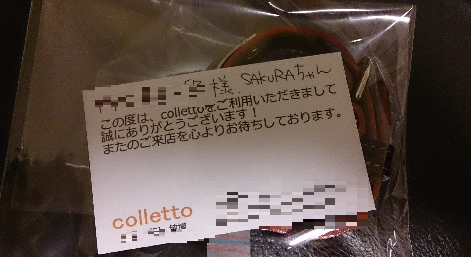 様 SAKURAちゃん
この度は、collettoをご利用いただきまして
誠にありがとうございます！
またのご来店を心よりお待ちしております。
colletto